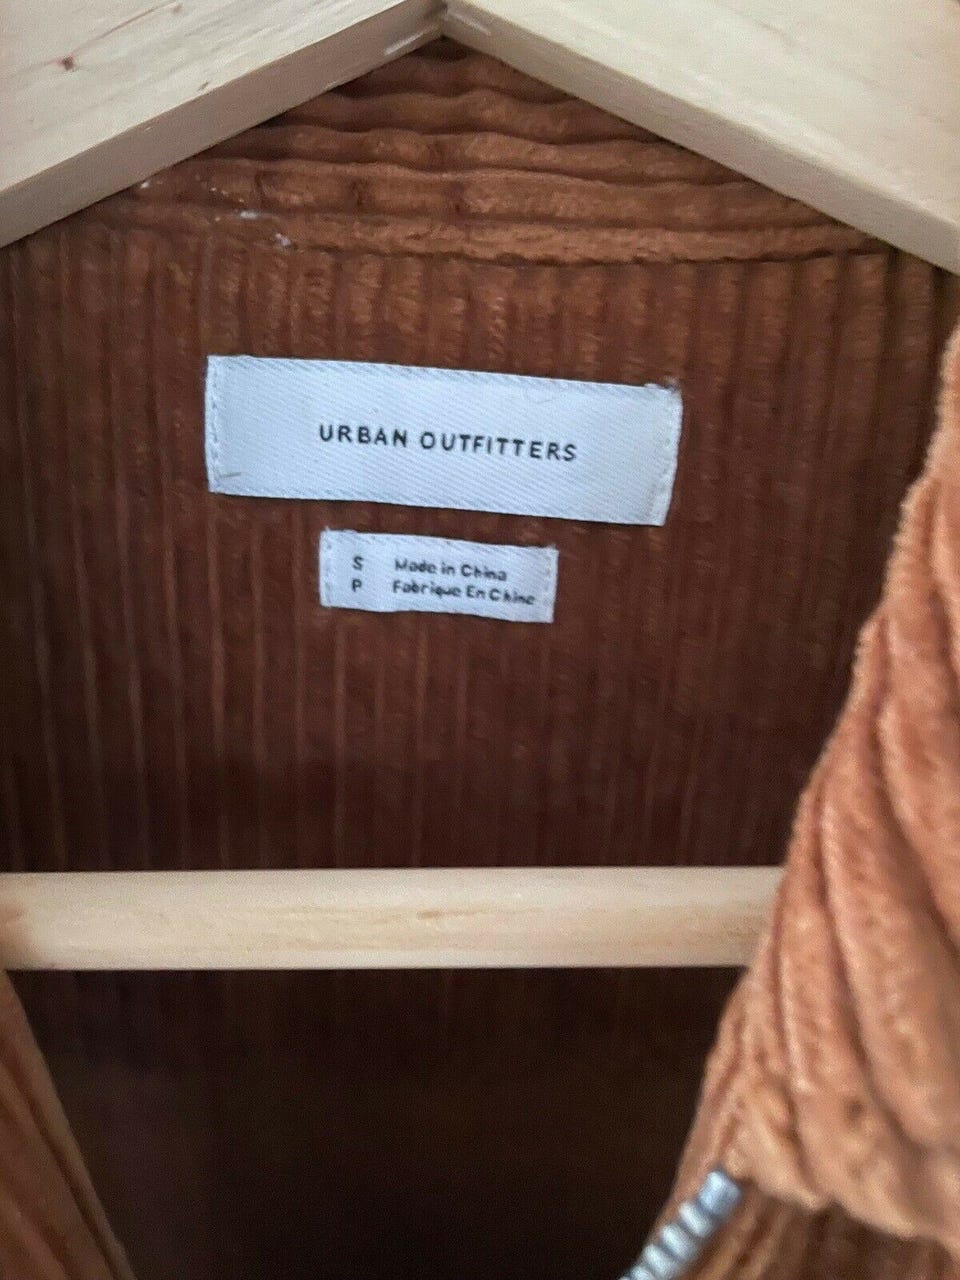 URBAN OUTFITTERS
S Made in China
P Fabrique En Chine